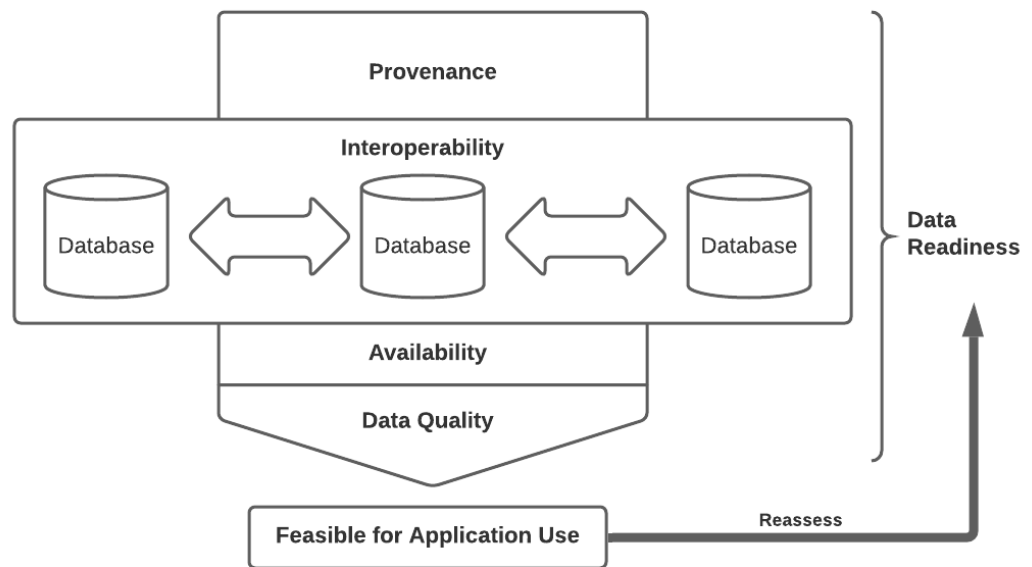 Provenance
Interoperability
Database
Database
Database
Data
Readiness
Availability
Data Quality
Feasible for Application Use
Reassess